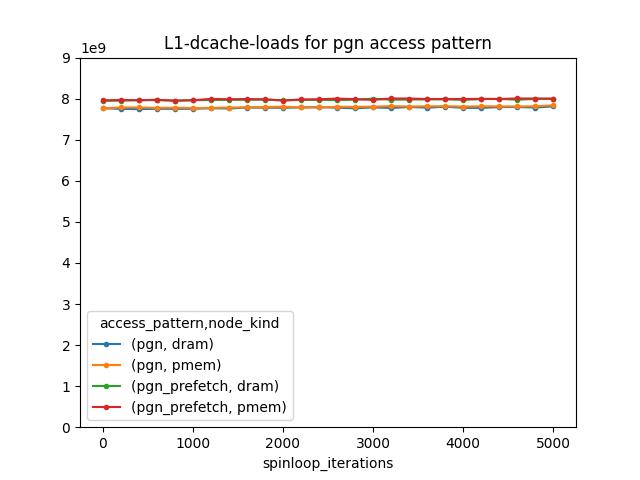 L1-dcache-loads for pgn access pattern
1e9
9
8
7
6
5
4
3
2
1
0
access_pattern,node_kind
(pgn, dram)
(pgn, pmem)
(pgn_prefetch, dram)
(pgn_prefetch, pmem)
0 1000 2000 3000 4000 5000
spinloop_iterations